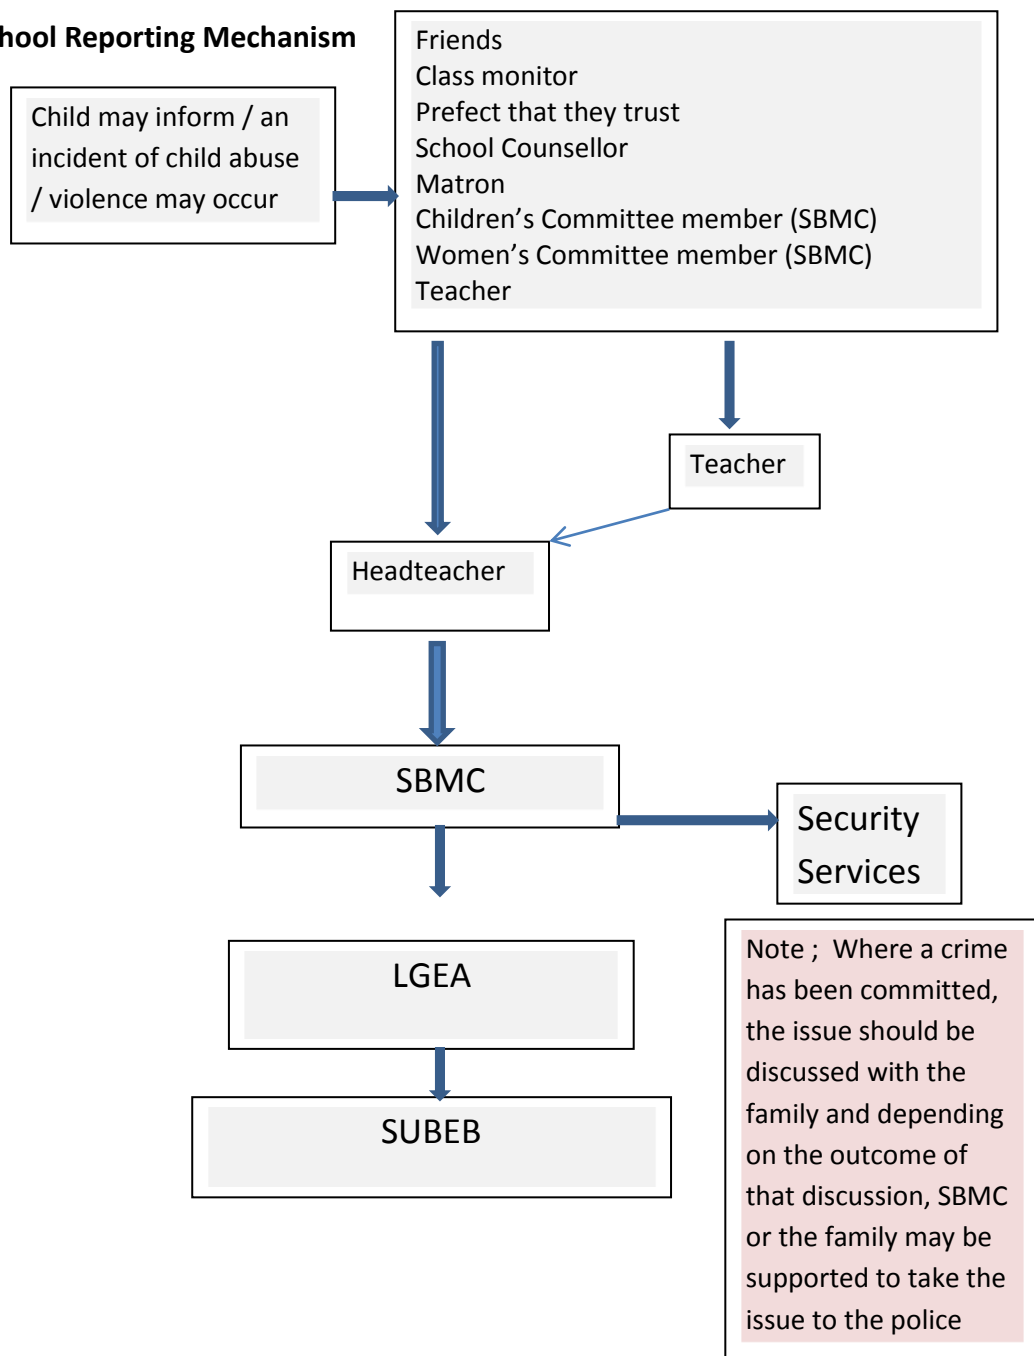 hool Reporting Mechanism
Friends
Class monitor
Prefect that they trust
School Counsellor
Matron
Children’s Committee member (SBMC)
Women’s Committee member (SBMC)
Teacher
Child may inform / an
incident of child abuse
/ violence may occur
Teacher
Headteacher
SBMC
Security
Services
LGEA
SUBEB
Note ; Where a crime
has been committed,
the issue should be
discussed with the
family and depending
on the outcome of
that discussion, SBMC
or the family may be
supported to take the
issue to the police